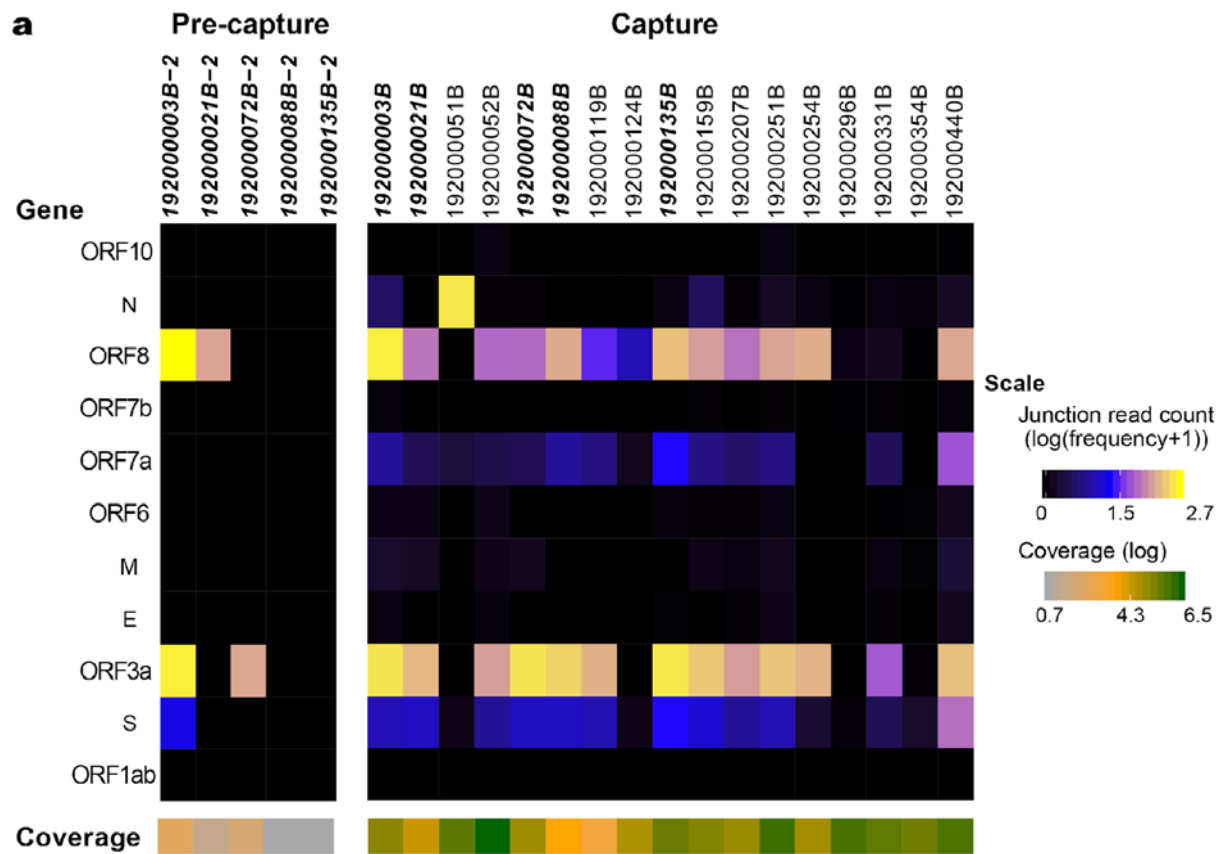 a
Pre-capture
Capture
192000003B−2
192000021B−2
192000072B−2
192000088B−2
192000135B−2
192000003B
192000021B
192000051B
192000052B
192000072B
192000088B
192000119B
192000124B
192000135B
192000159B
192000207B
192000251B
192000254B
192000296B
192000331B
192000354B
192000440B
Gene
ORF10
N
ORF8
ORF7b
ORF7a
ORF6
M
E
ORF3a
S
ORF1ab
Coverage
Scale
Junction read count
(log(frequency+1))
0 1.5 2.7
Coverage (log)
0.7 4.3 6.5